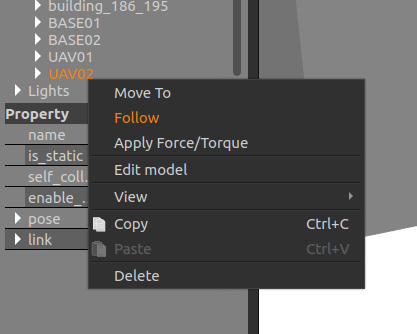 building_186_195
BASE01
BASE02
UAV01
UAV02
Lights
Property
name
is_static
self_coll..
enable_..
pose
link
Move To
Follow
Apply Force/Torque
Edit model
View
Copy Ctrl+C
Paste Ctrl+V
Delete